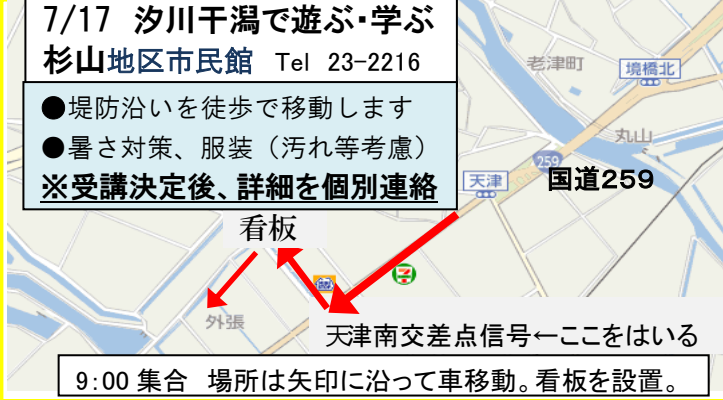 7/17 汐川干潟で遊ぶ・学ぶ
杉山地区市民館 Tel 23-2216
●堤防沿いを徒歩で移動します
●暑さ対策、服装（汚れ等考慮）
※受講決定後、詳細を個別連絡
老津町
境橋北
丸山
259
天津
国道259
看板
7
外張
天津南交差点信号←ここをはいる
9:00 集合 場所は矢印に沿って車移動。看板を設置。